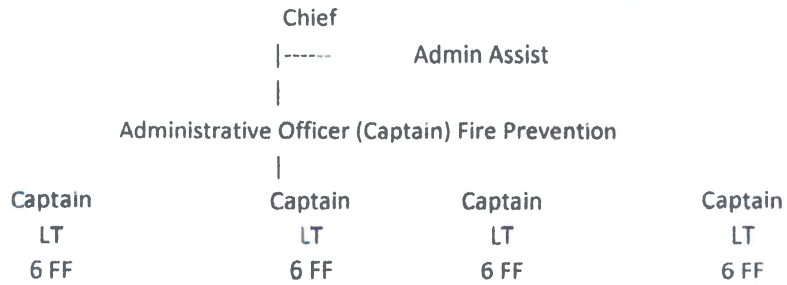 Chief
|------ Admin Assist
|
Administrative Officer (Captain) Fire Prevention
|
Captain Captain Captain Captain
LT LT LT LT
6 FF 6 FF 6 FF 6 FF